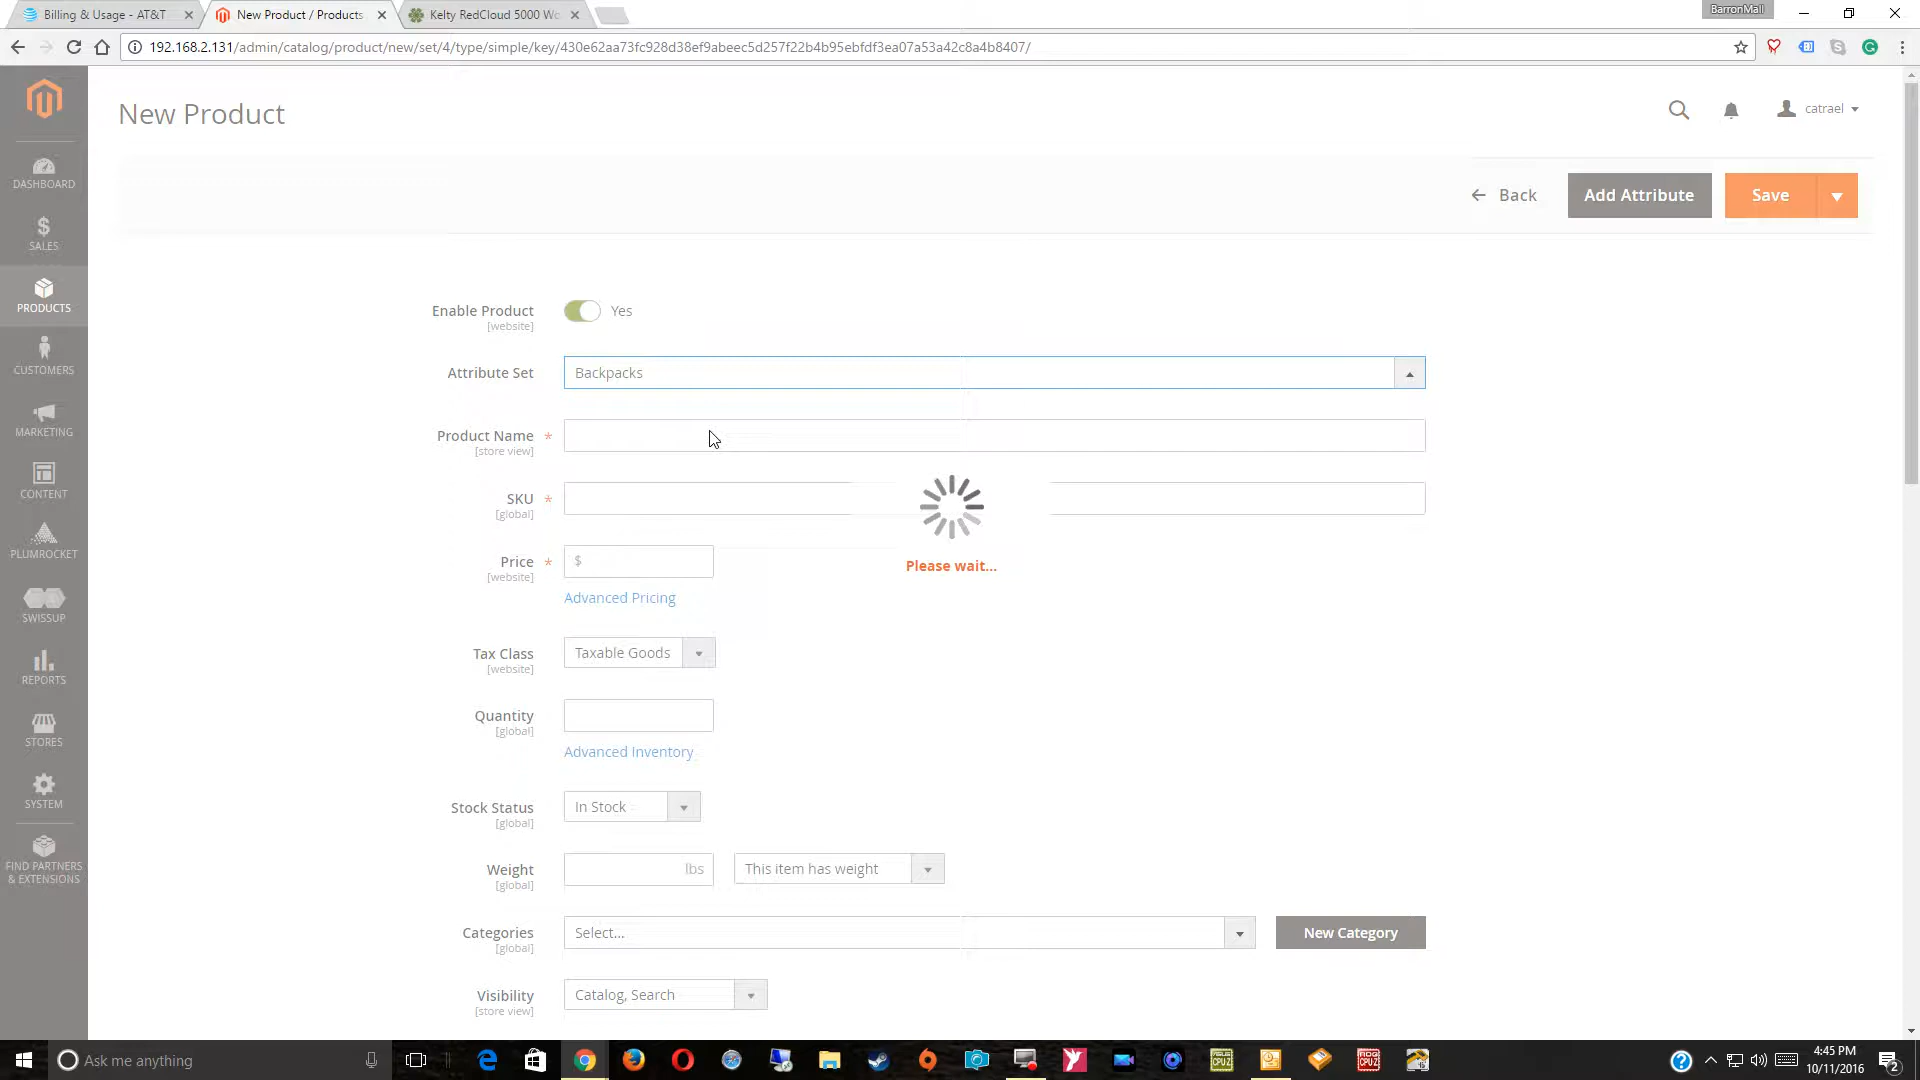 Billing & Usage - AT&T
New Product / Products
Kelty RedCloud 5000 Wo
BarronMall
192.168.2.131/admin/catalog/product/new/set/4/type/simple/key/430e62aa73fc928d38ef9abeec5d257f22b4b95ebfdf3ea07a53a42c8a4b8407/
New Product
catrael
Back
Add Attribute
Save
DASHBOARD
$
SALES
PRODUCTS
CUSTOMERS
MARKETING
CONTENT
PLUMROCKET
SWISSUP
REPORTS
STORES
SYSTEM
FIND PARTNERS
& EXTENSIONS
Enable Product
[website]
Yes
Attribute Set
Backpacks
Product Name *
[store view]
SKU *
[global]
Please wait...
Price *
[website]
$
Advanced Pricing
Tax Class
[website]
Taxable Goods
Quantity
[global]
Advanced Inventory
Stock Status
[global]
In Stock
Weight
[global]
lbs
This item has weight
Categories
[global]
Select...
New Category
Visibility
[store view]
Catalog, Search
Ask me anything
4:45 PM
10/11/2016
2